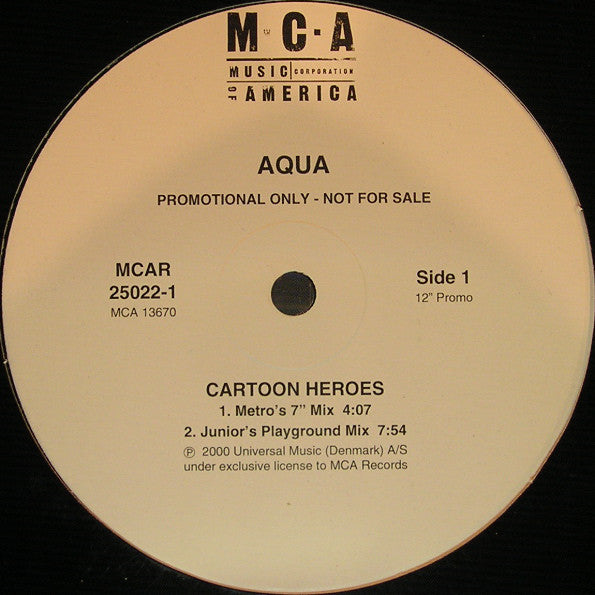 M·C·A
MUSIC CORPORATION
OF AMERICA
AQUA
PROMOTIONAL ONLY - NOT FOR SALE
MCAR
25022-1
MCA 13670
Side 1
12” Promo
CARTOON HEROES
1. Metro's 7” Mix 4:07
2. Junior's Playground Mix 7:54
℗ 2000 Universal Music (Denmark) A/S
under exclusive license to MCA Records